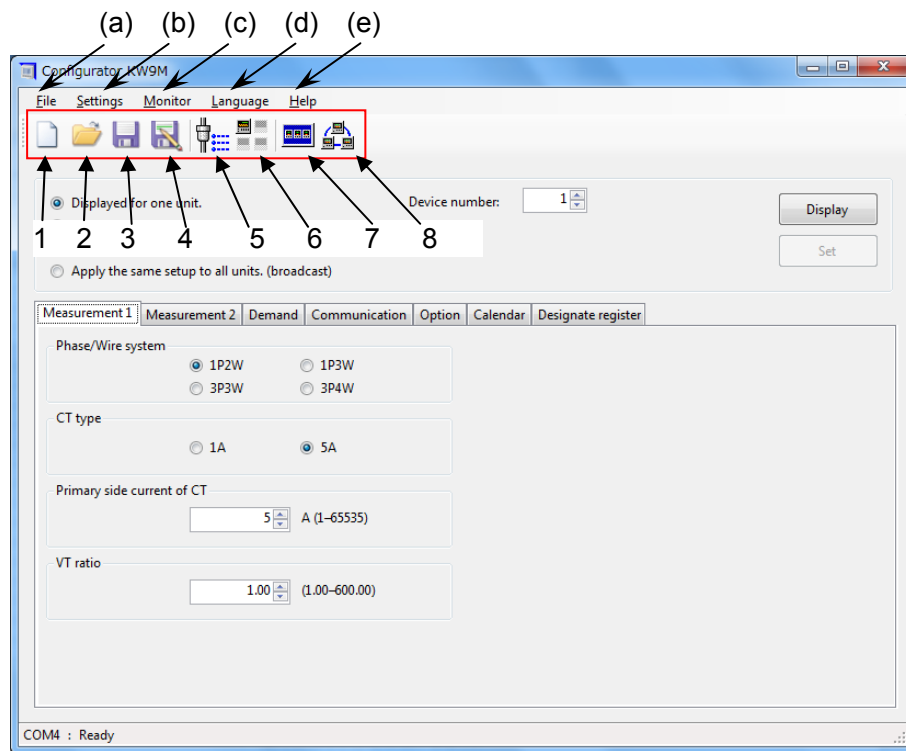 (a) (b) (c) (d) (e)
Configurator KW9M
File Settings Monitor Language Help
Displayed for one unit. Device number: 1
Display
1 2 3 4 5 6 7 8
Set
Apply the same setup to all units. (broadcast)
Measurement 1 Measurement 2 Demand Communication Option Calendar Designate register
Phase/Wire system
1P2W 1P3W
3P3W 3P4W
CT type
1A 5A
Primary side current of CT
5 A (1–65535)
VT ratio
1.00 (1.00–600.00)
COM4 : Ready